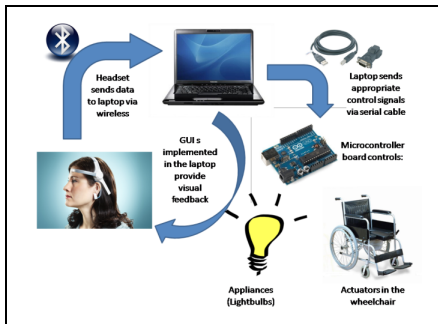 Headset
sends data
to laptop via
wireless
Laptop sends
appropriate
control signals
via serial cable
GUI s
implemented
in the laptop
provide
visual
feedback
Microcontroller
board controls:
Appliances
(Lightbulbs)
Actuators in the
wheelchair